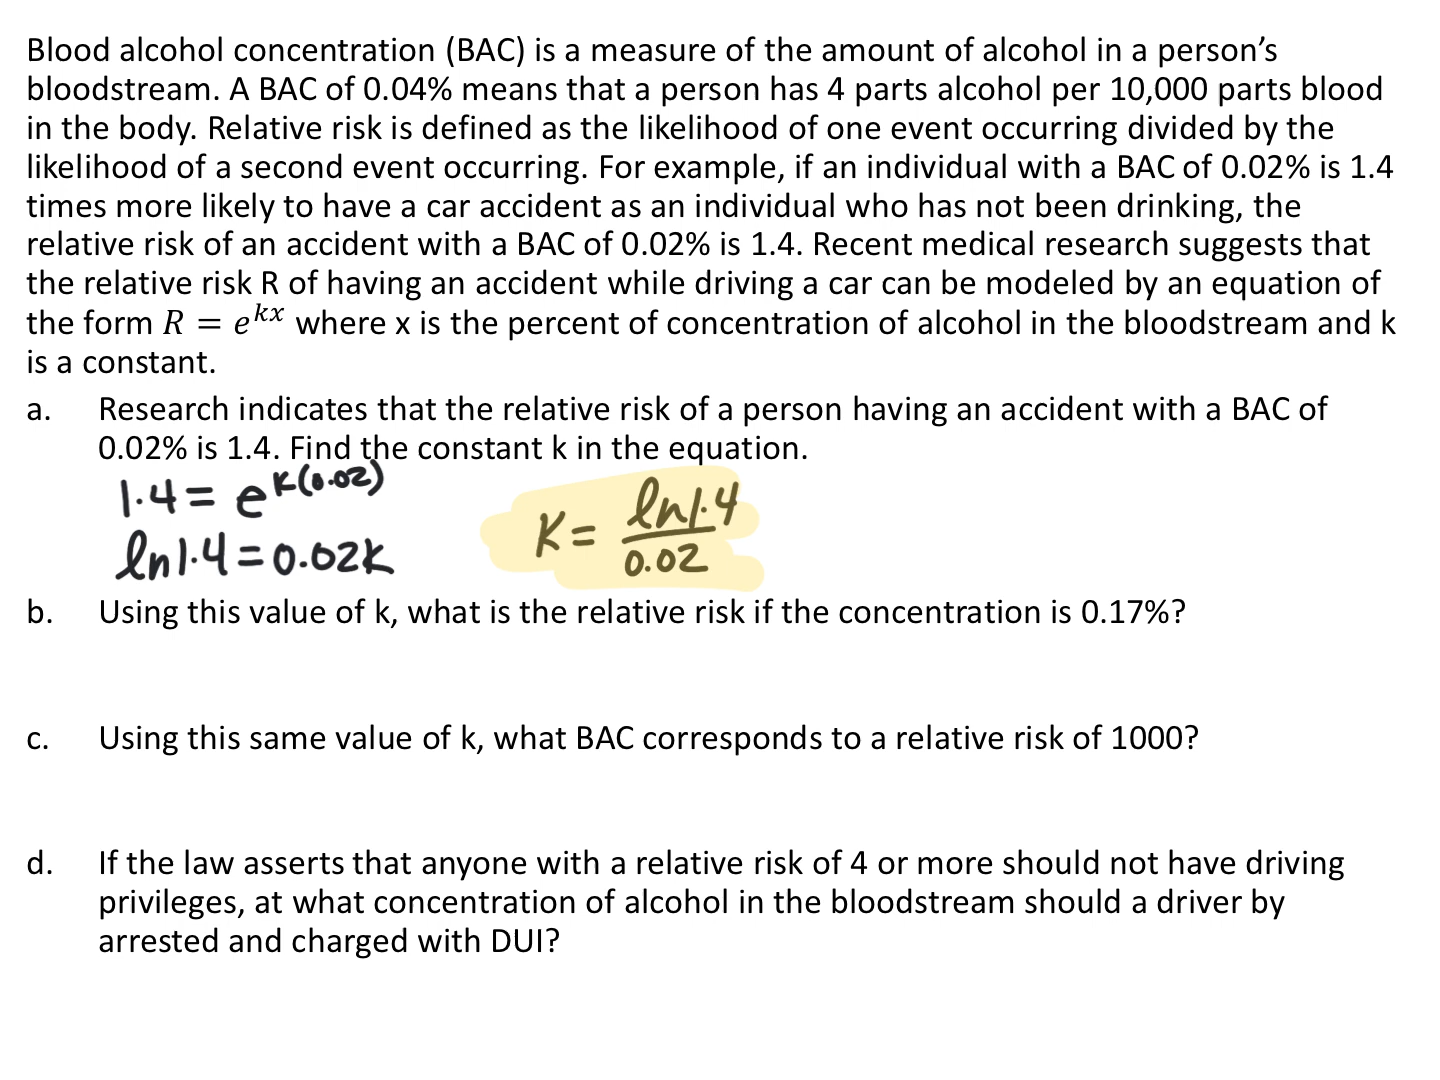 Blood alcohol concentration (BAC) is a measure of the amount of alcohol in a person's
bloodstream. A BAC of 0.04% means that a person has 4 parts alcohol per 10,000 parts blood
in the body. Relative risk is defined as the likelihood of one event occurring divided by the
likelihood of a second event occurring. For example, if an individual with a BAC of 0.02% is 1.4
times more likely to have a car accident as an individual who has not been drinking, the
relative risk of an accident with a BAC of 0.02% is 1.4. Recent medical research suggests that
the relative risk R of having an accident while driving a car can be modeled by an equation of
the form R = e^{kx} where x is the percent of concentration of alcohol in the bloodstream and k
is a constant.
a. Research indicates that the relative risk of a person having an accident with a BAC of
0.02% is 1.4. Find the constant k in the equation.
1.4 = e^{K(0.02)}
ln1.4 = 0.02K
K = ln1.4 / 0.02
b. Using this value of k, what is the relative risk if the concentration is 0.17%?
c. Using this same value of k, what BAC corresponds to a relative risk of 1000?
d. If the law asserts that anyone with a relative risk of 4 or more should not have driving
privileges, at what concentration of alcohol in the bloodstream should a driver by
arrested and charged with DUI?